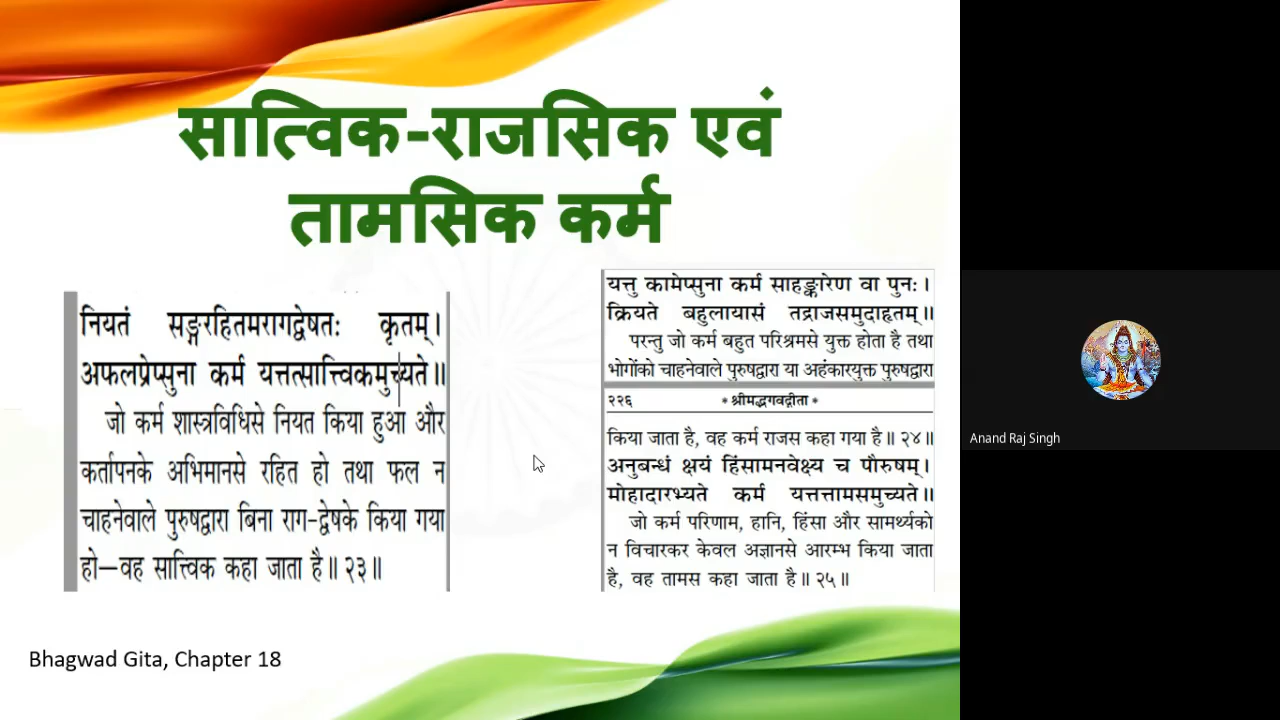 सात्विक-राजसिक एवं
तामसिक कर्म
नियतं सङ्गरहितमरागद्वेषतः कृतम्।
अफलप्रेप्सुना कर्म यत्तत्सात्त्विकमुच्यते॥
जो कर्म शास्त्रविधिसे नियत किया हुआ और
कर्तापनके अभिमानसे रहित हो तथा फल न
चाहनेवाले पुरुषद्वारा बिना राग-द्वेषके किया गया
हो—वह सात्त्विक कहा जाता है॥ २३॥
यत्तु कामेप्सुना कर्म साहङ्कारेण वा पुनः।
क्रियते बहुलायासं तद्राजसमुदाहृतम्॥
परन्तु जो कर्म बहुत परिश्रमसे युक्त होता है तथा
भोगोंको चाहनेवाले पुरुषद्वारा या अहंकारयुक्त पुरुषद्वारा
२२६ * श्रीमद्भगवद्गीता *
किया जाता है, वह कर्म राजस कहा गया है॥ २४॥
अनुबन्धं क्षयं हिंसामनवेक्ष्य च पौरुषम्।
मोहादारभ्यते कर्म यत्तत्तामसमुच्यते॥
जो कर्म परिणाम, हानि, हिंसा और सामर्थ्यको
न विचारकर केवल अज्ञानसे आरम्भ किया जाता
है, वह तामस कहा जाता है॥ २५॥
Bhagwad Gita, Chapter 18
Anand Raj Singh